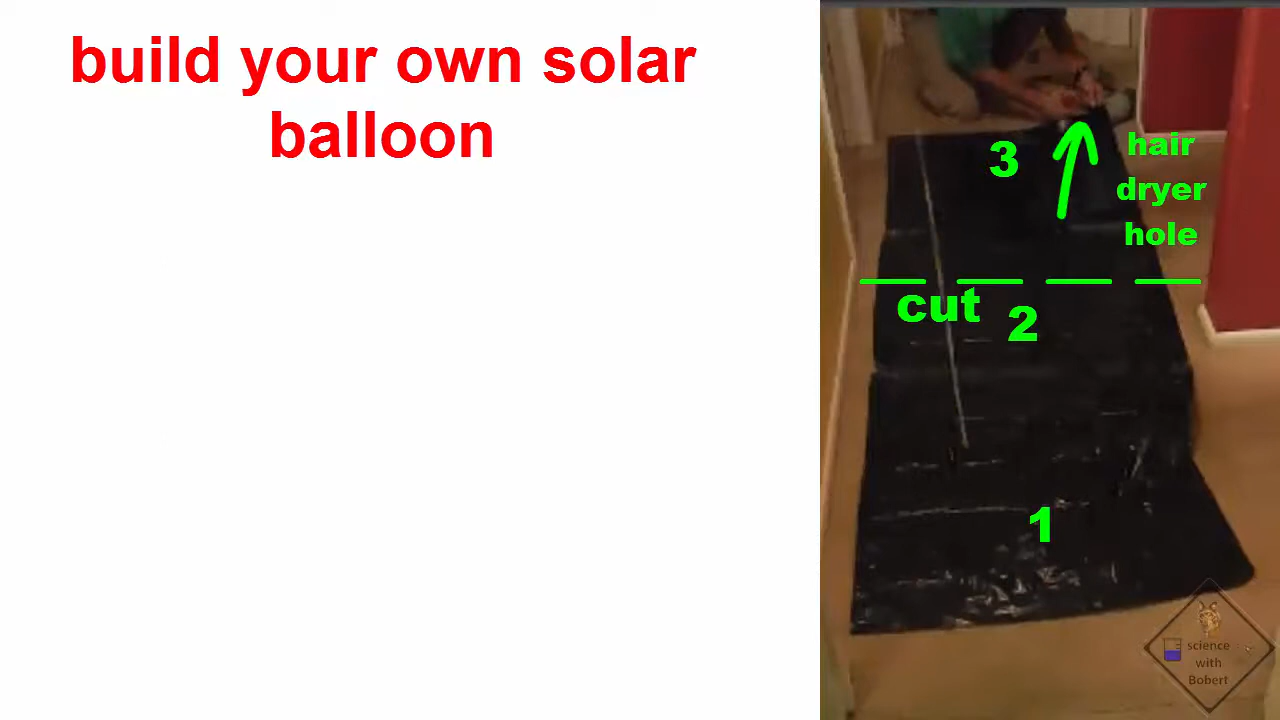 build your own solar
balloon
3
hair
dryer
hole
cut
2
1
science
with
Bobert